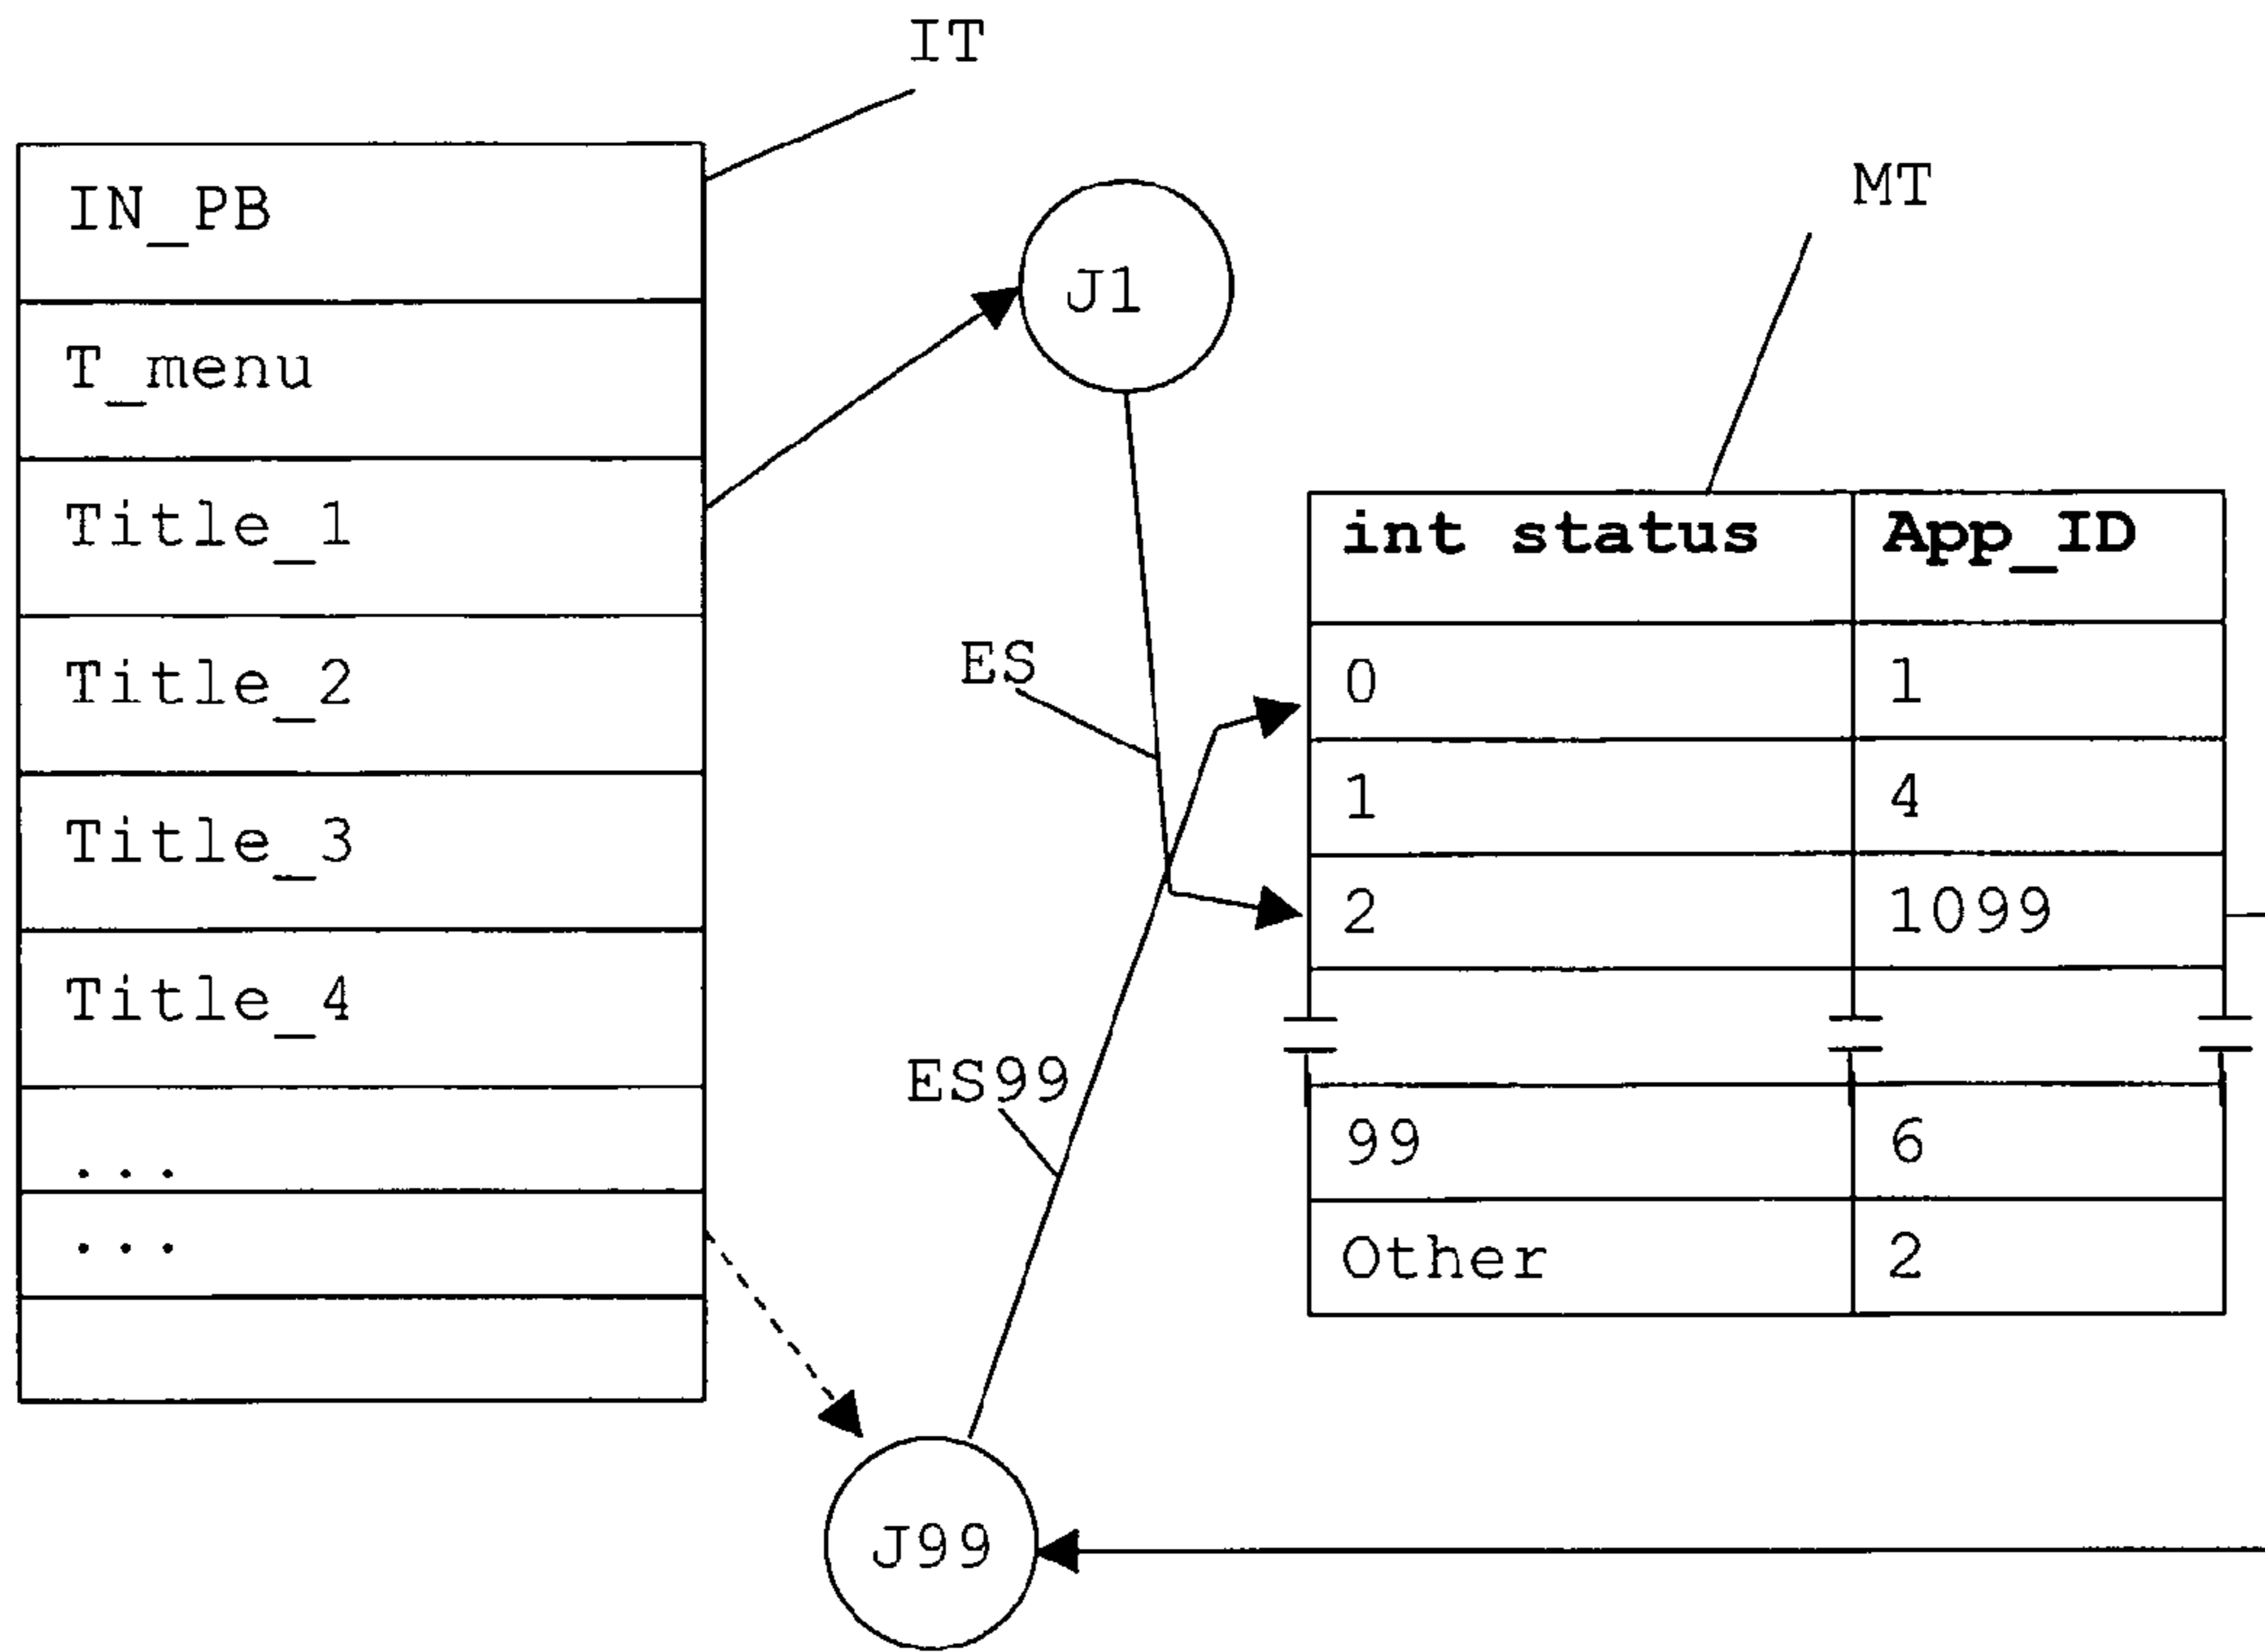 IT
IN_PB
T_menu
Title_1
Title_2
Title_3
Title_4
...
...
J1
MT
ES
ES99
int status App_ID
0 1
1 4
2 1099
99 6
Other 2
J99